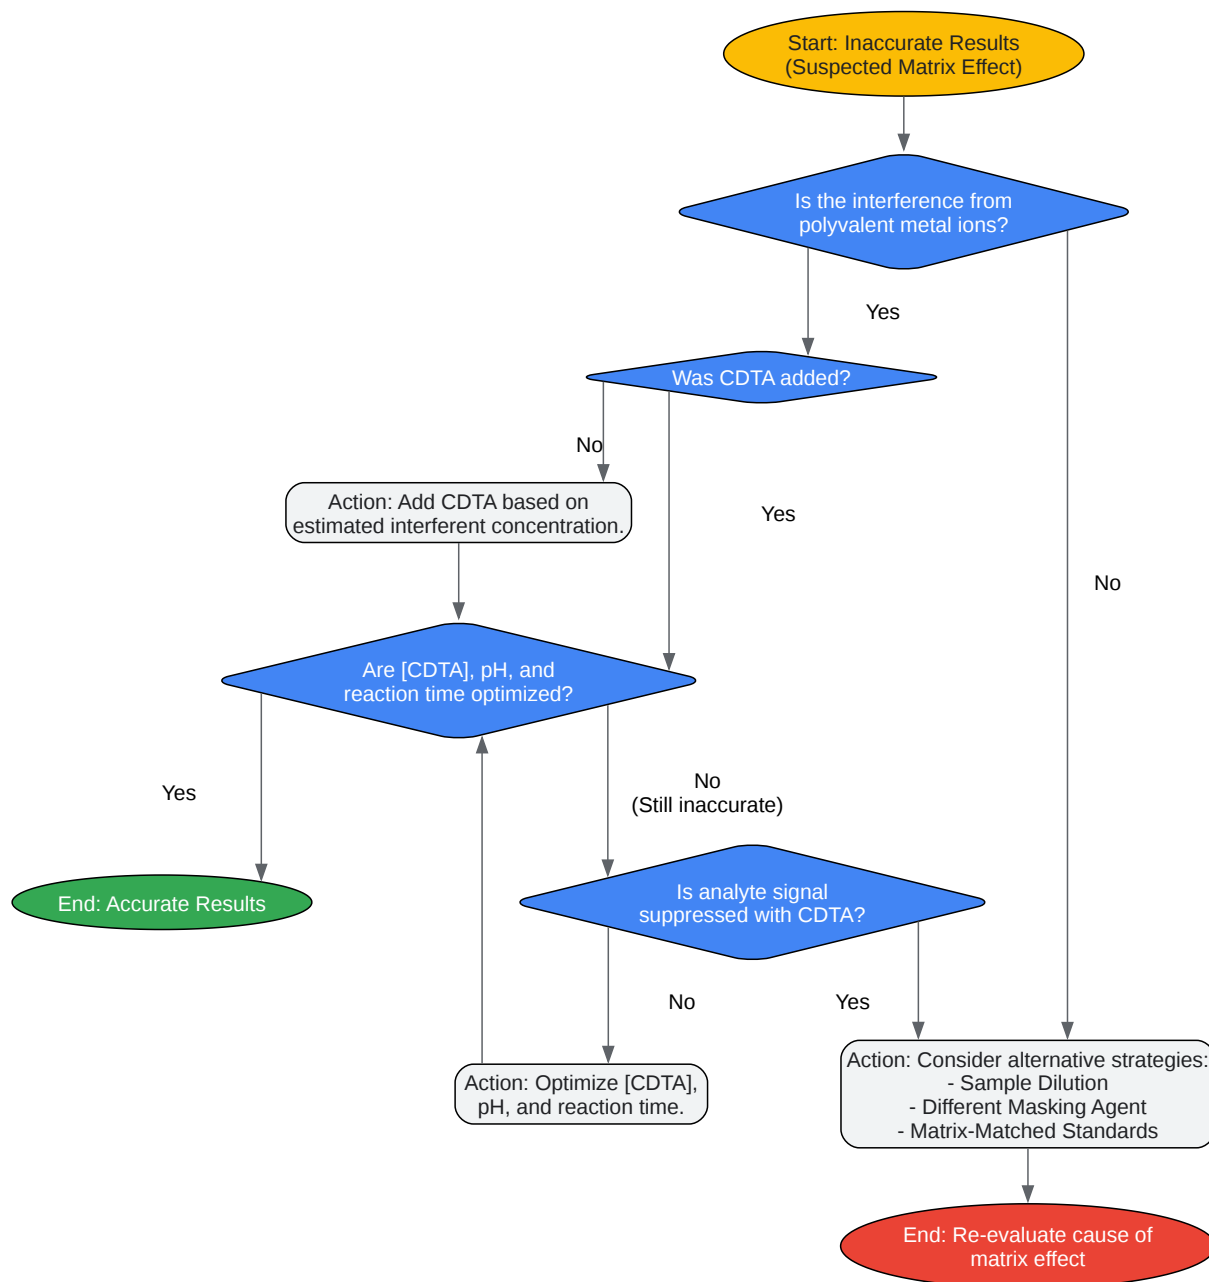 Start: Inaccurate Results
(Suspected Matrix Effect)
Is the interference from
polyvalent metal ions?
Yes
Was CDTA added?
No
Action: Add CDTA based on
estimated interferent concentration.
Yes
No
Are [CDTA], pH, and
reaction time optimized?
Yes
No
(Still inaccurate)
End: Accurate Results
Is analyte signal
suppressed with CDTA?
No
Yes
Action: Optimize [CDTA],
pH, and reaction time.
Action: Consider alternative strategies:
- Sample Dilution
- Different Masking Agent
- Matrix-Matched Standards
End: Re-evaluate cause of
matrix effect